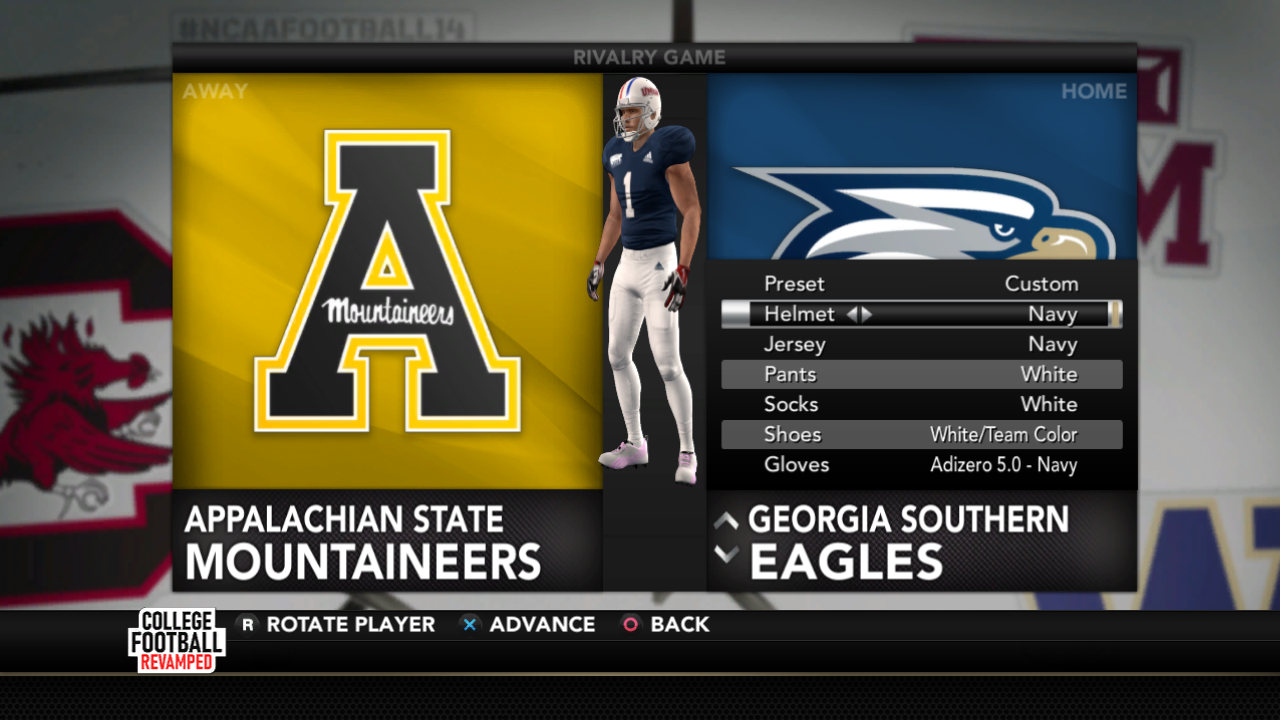 #NCAAFOOTBALL14
RIVALRY GAME
AWAY
HOME
Mountaineers
1
Preset Custom
Helmet Navy
Jersey Navy
Pants White
Socks White
Shoes White/Team Color
Gloves Adizero 5.0 - Navy
APPALACHIAN STATE
MOUNTAINEERS
GEORGIA SOUTHERN
EAGLES
R ROTATE PLAYER
ADVANCE
BACK
COLLEGE
FOOTBALL
REVAMPED